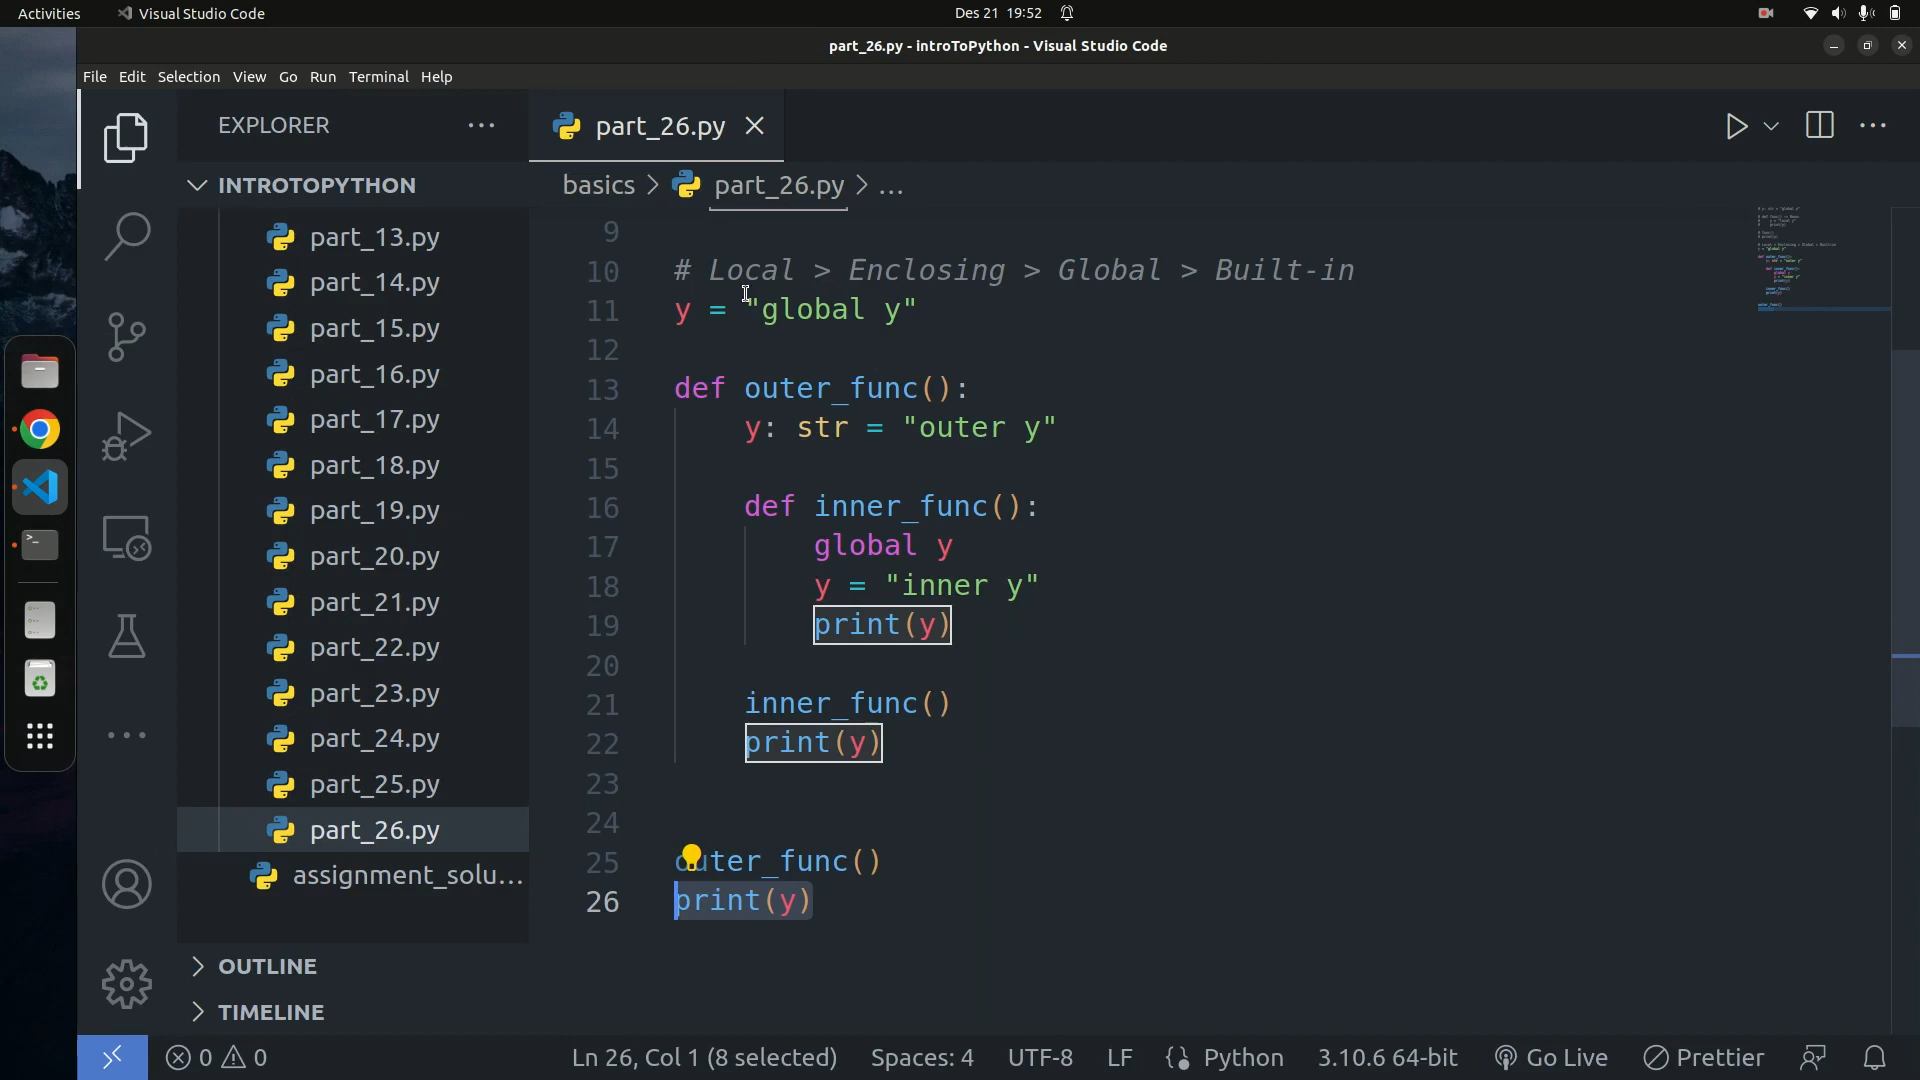 Activities
Visual Studio Code
Des 21 19:52
part_26.py - introToPython - Visual Studio Code
File Edit Selection View Go Run Terminal Help
EXPLORER
part_26.py
INTROTOPYTHON
basics > part_26.py > ...
part_13.py
part_14.py
part_15.py
part_16.py
part_17.py
part_18.py
part_19.py
part_20.py
part_21.py
part_22.py
part_23.py
part_24.py
part_25.py
part_26.py
assignment_solu...
OUTLINE
TIMELINE
9
10 # Local > Enclosing > Global > Built-in
11 y = "global y"
12
13 def outer_func():
14 y: str = "outer y"
15
16 def inner_func():
17 global y
18 y = "inner y"
19 print(y)
20
21 inner_func()
22 print(y)
23
24
25 outer_func()
26 print(y)
0 0
Ln 26, Col 1 (8 selected)
Spaces: 4
UTF-8
LF
Python
3.10.6 64-bit
Go Live
Prettier